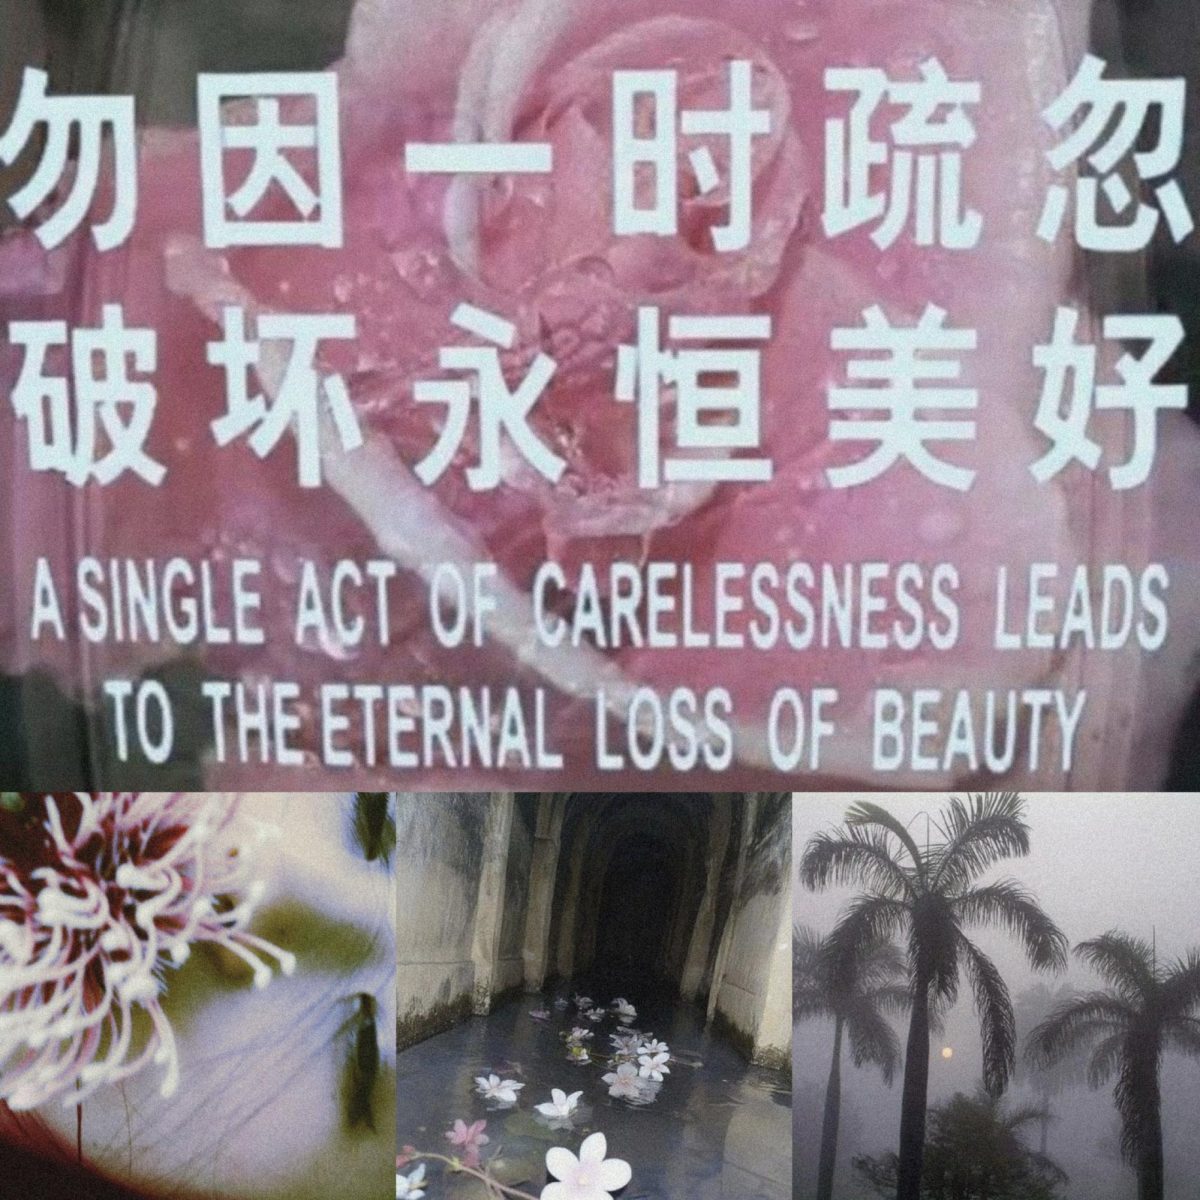 勿因一时疏忽
破坏永恒美好
A SINGLE ACT OF CARELESSNESS LEADS
TO THE ETERNAL LOSS OF BEAUTY